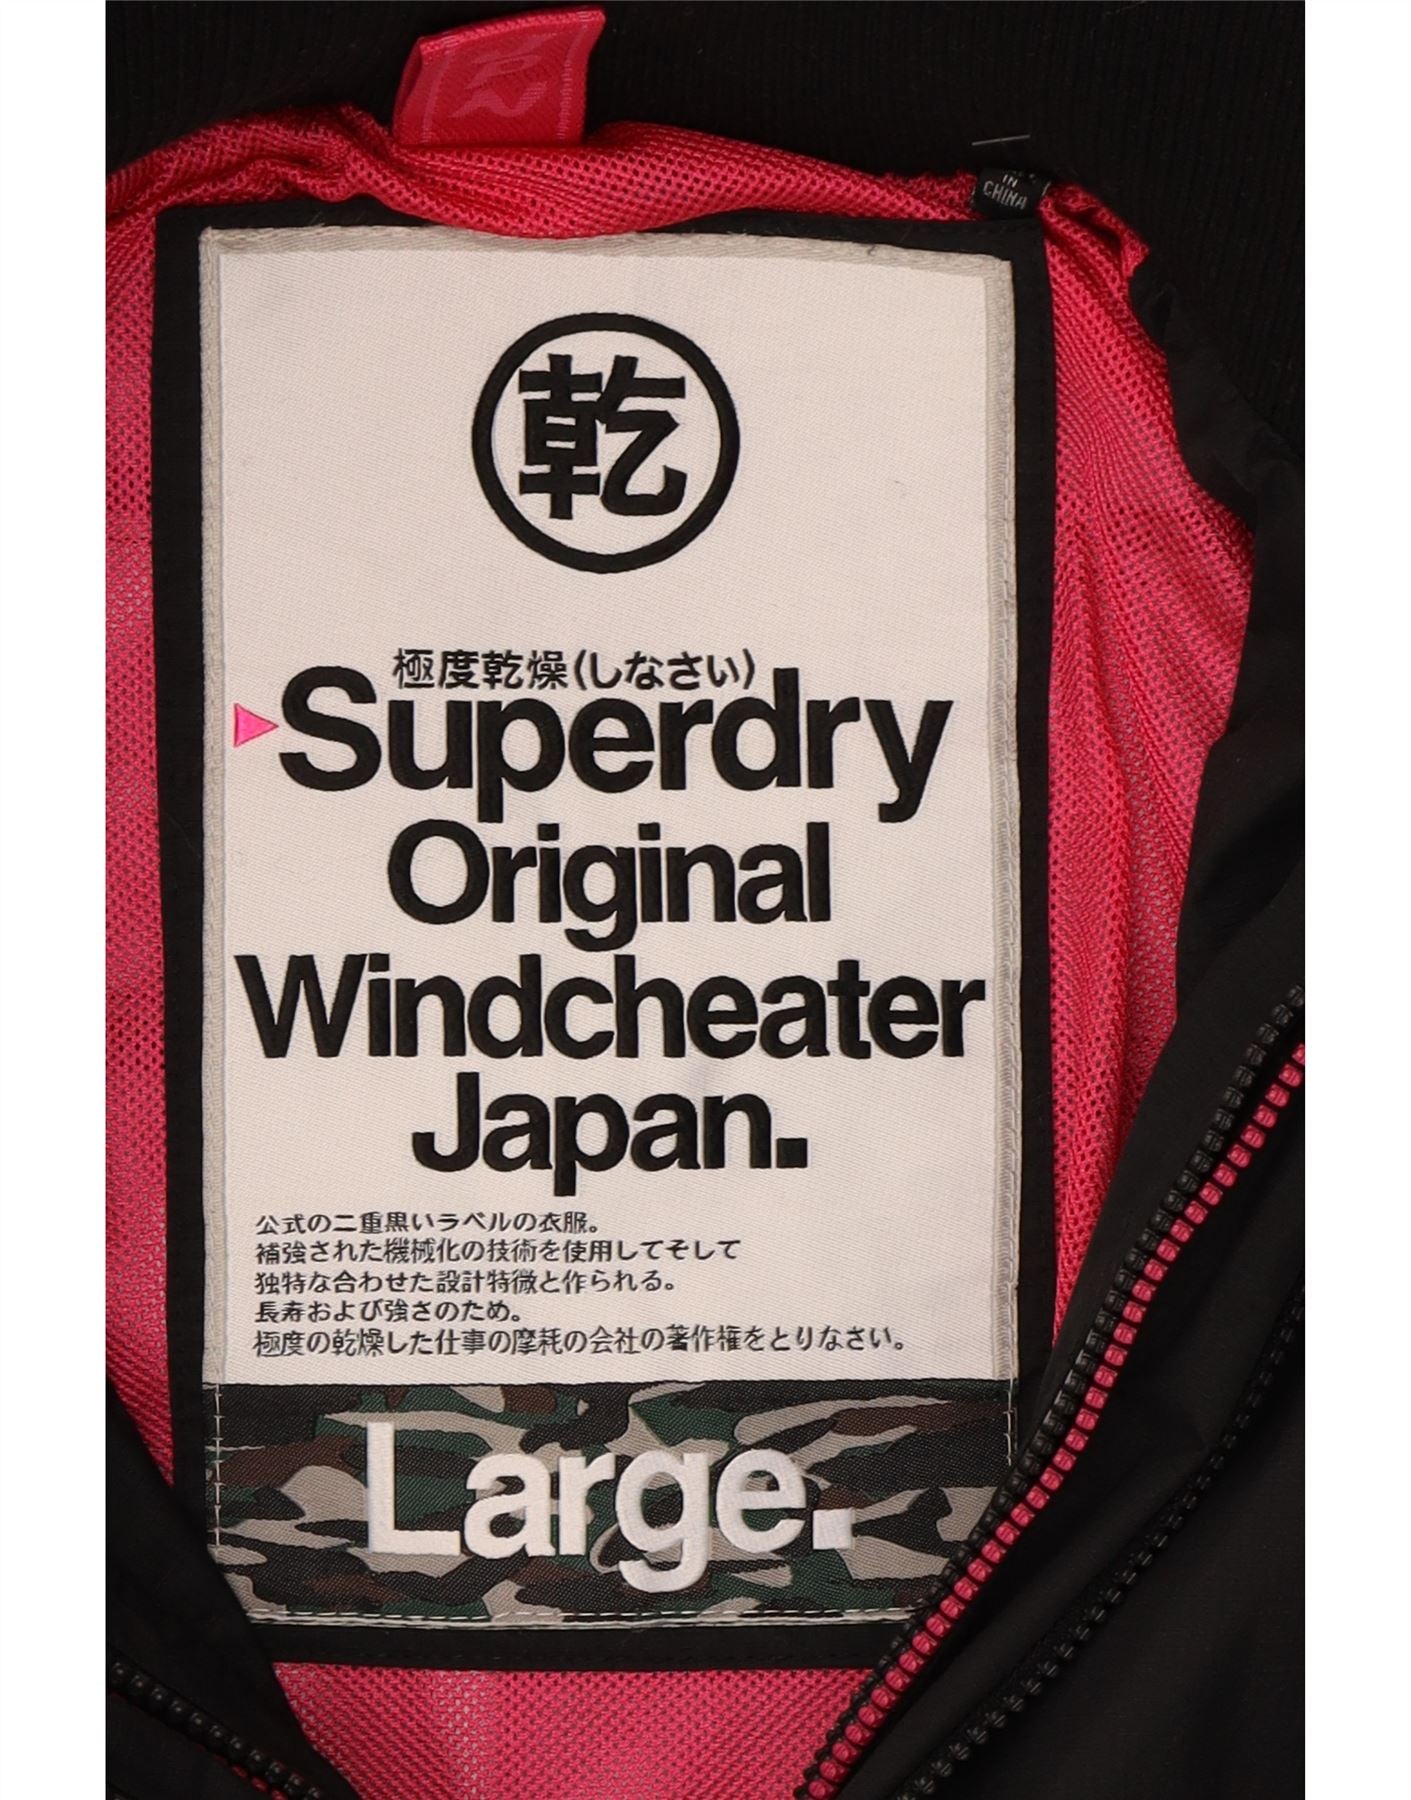 IN
CHINA
乾
極度乾燥(しなさい)
Superdry
Original
Windcheater
Japan.
公式の二重黒いラベルの衣服。
補強された機械化の技術を使用してそして
独特な合わせた設計特徴と作られる。
長寿および強さのため。
極度の乾燥した仕事の摩耗の会社の著作権をとりなさい。
Large.